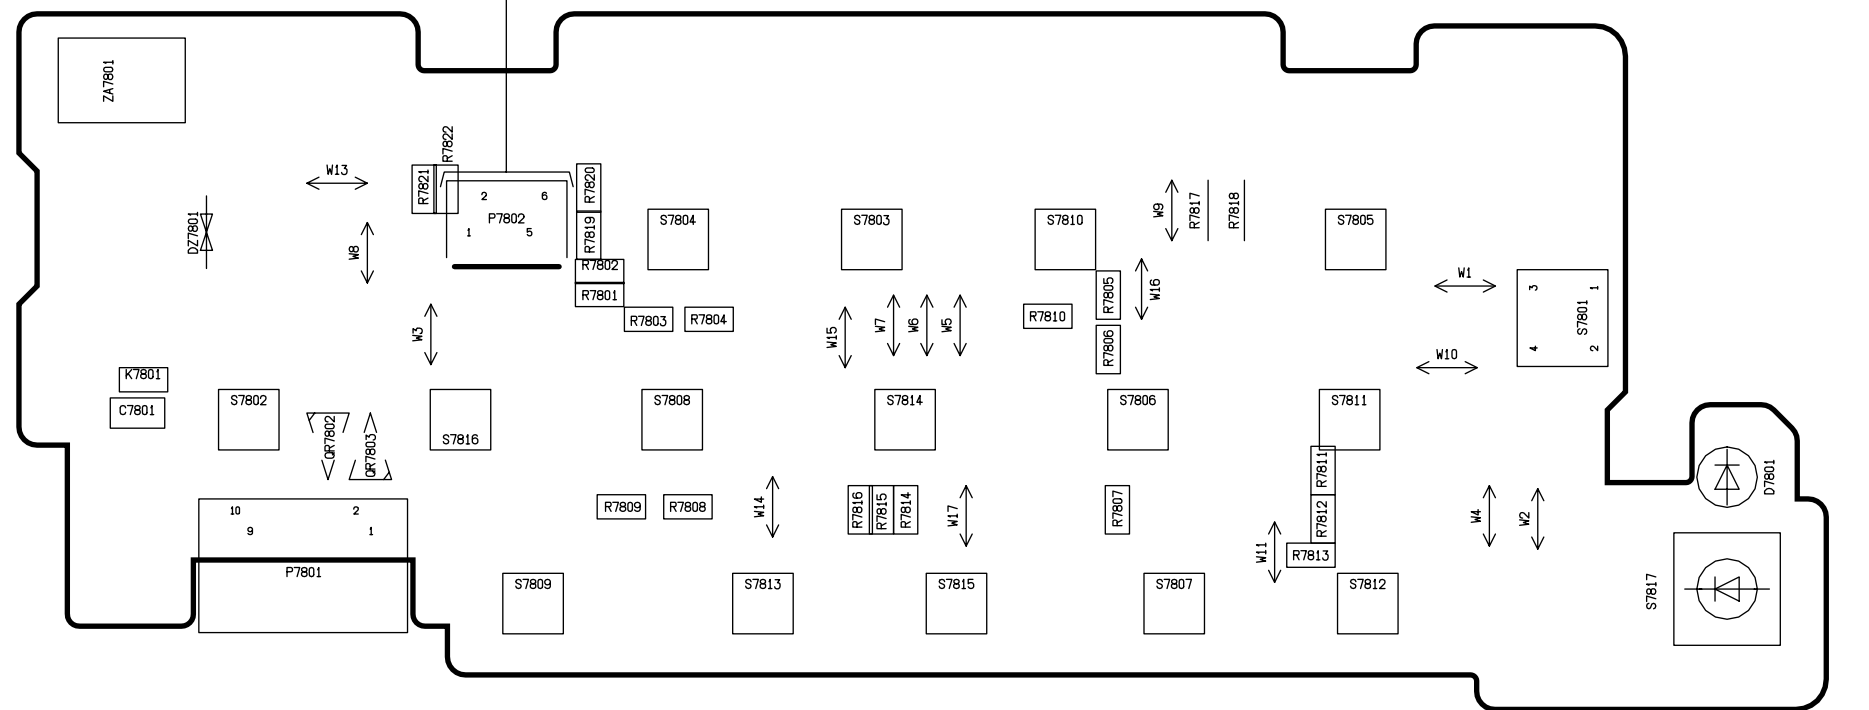 ZA7801
R7822
W13
R7821
R7820
2
6
P7802
1
5
R7819
DZ7801
W8
S7804
S7803
S7810
W9
R7817
R7818
S7805
R7802
R7801
R7803
R7804
W3
W15
W7
W6
W5
R7810
R7805
R7806
W16
W1
3
1
S7801
4
2
W10
K7801
C7801
S7802
QR7802
QR7803
S7816
S7808
S7814
S7806
S7811
R7811
D7801
R7809
R7808
W14
R7816
R7815
R7814
W17
R7807
R7812
W4
W2
10
2
9
1
P7801
W11
R7813
S7809
S7813
S7815
S7807
S7812
S7817